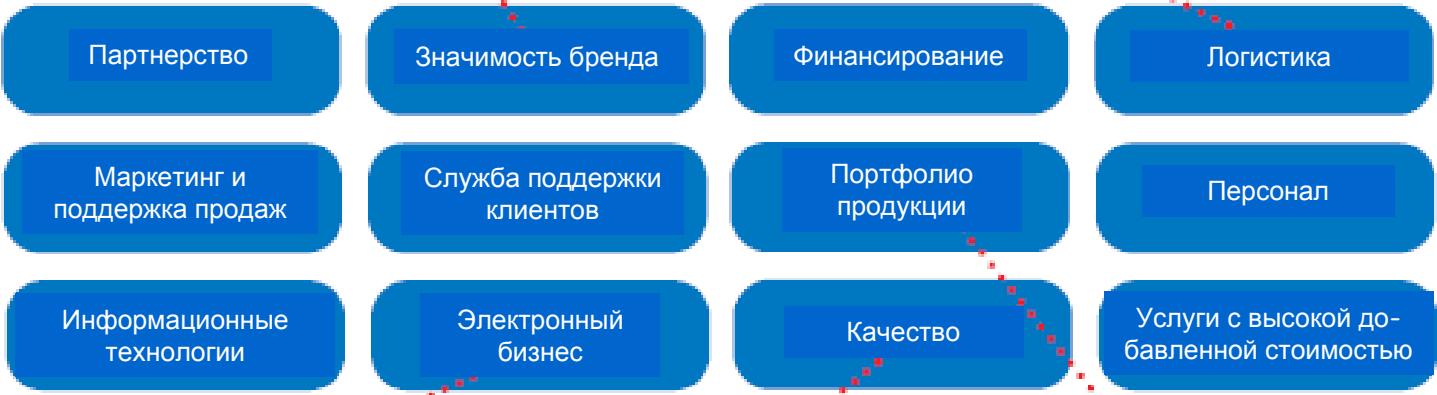 Партнерство
Значимость бренда
Финансирование
Логистика
Маркетинг и
поддержка продаж
Служба поддержки
клиентов
Портфолио
продукции
Персонал
Информационные
технологии
Электронный
бизнес
Качество
Услуги с высокой до-
бавленной стоимостью